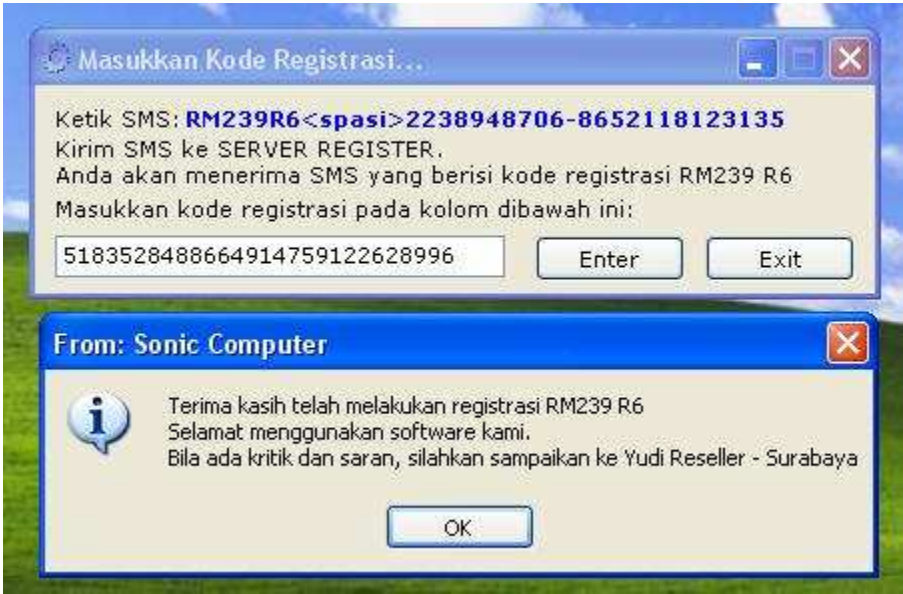 Masukkan Kode Registrasi...
Ketik SMS: RM239R6<spasi>2238948706-8652118123135
Kirim SMS ke SERVER REGISTER.
Anda akan menerima SMS yang berisi kode registrasi RM239 R6
Masukkan kode registrasi pada kolom dibawah ini:
5183528488664914759122628996 Enter Exit
From: Sonic Computer
Terima kasih telah melakukan registrasi RM239 R6
Selamat menggunakan software kami.
Bila ada kritik dan saran, silahkan sampaikan ke Yudi Reseller - Surabaya
OK